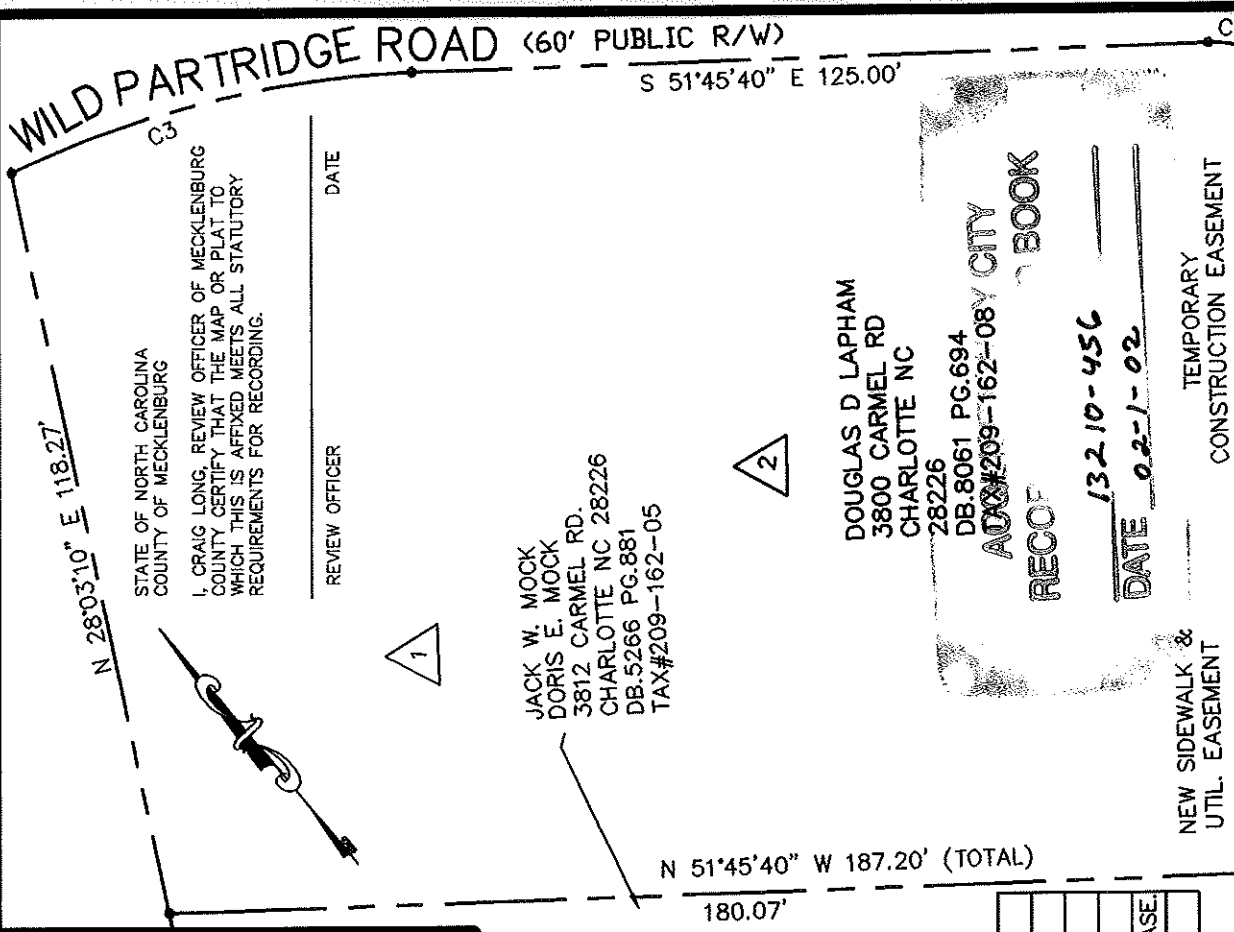 WILD PARTRIDGE ROAD (60' PUBLIC R/W)
S 51°45'40" E 125.00'
C3
C
N 28°03'10" E 118.27'
STATE OF NORTH CAROLINA
COUNTY OF MECKLENBURG
I, CRAIG LONG, REVIEW OFFICER OF MECKLENBURG
COUNTY CERTIFY THAT THE MAP OR PLAT TO
WHICH THIS IS AFFIXED MEETS ALL STATUTORY
REQUIREMENTS FOR RECORDING.
REVIEW OFFICER DATE
1
JACK W. MOCK
DORIS E. MOCK
3812 CARMEL RD.
CHARLOTTE NC 28226
DB.5266 PG.881
TAX#209-162-05
2
DOUGLAS D LAPHAM
3800 CARMEL RD
CHARLOTTE NC
28226
DB.8061 PG.694
TAX#209-162-08
Y CITY
BOOK
13210-456
DATE 02-1-02
TEMPORARY
CONSTRUCTION EASEMENT
NEW SIDEWALK &
UTIL. EASEMENT
N 51°45'40" W 187.20' (TOTAL)
180.07'